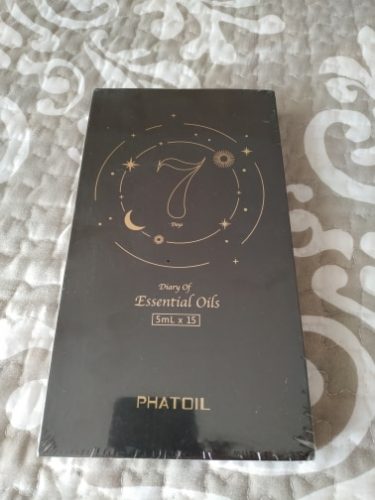 7
Days
Diary Of
Essential Oils
5mL x 15
PHATOIL